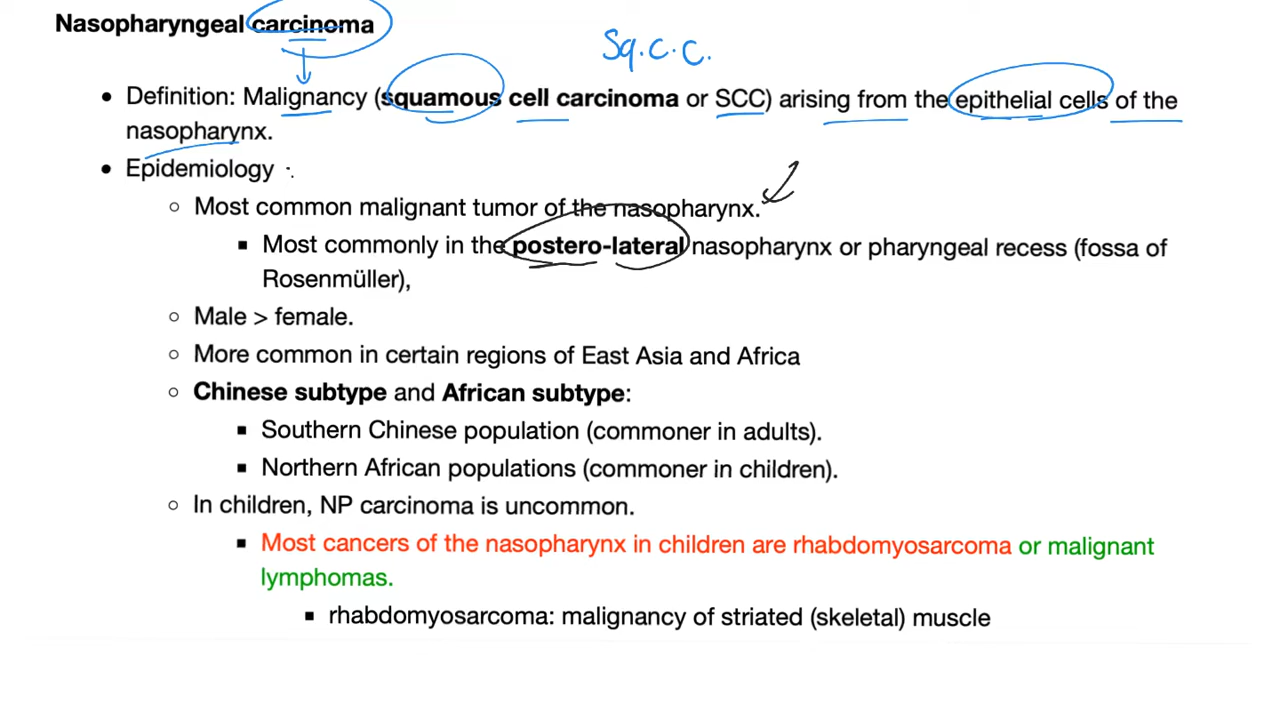 Nasopharyngeal carcinoma
Sq.c.c.
• Definition: Malignancy (squamous cell carcinoma or SCC) arising from the epithelial cells of the
nasopharynx.
• Epidemiology :
○ Most common malignant tumor of the nasopharynx.
▪ Most commonly in the postero-lateral nasopharynx or pharyngeal recess (fossa of
Rosenmüller),
○ Male > female.
○ More common in certain regions of East Asia and Africa
○ Chinese subtype and African subtype:
▪ Southern Chinese population (commoner in adults).
▪ Northern African populations (commoner in children).
○ In children, NP carcinoma is uncommon.
▪ Most cancers of the nasopharynx in children are rhabdomyosarcoma or malignant
lymphomas.
▪ rhabdomyosarcoma: malignancy of striated (skeletal) muscle